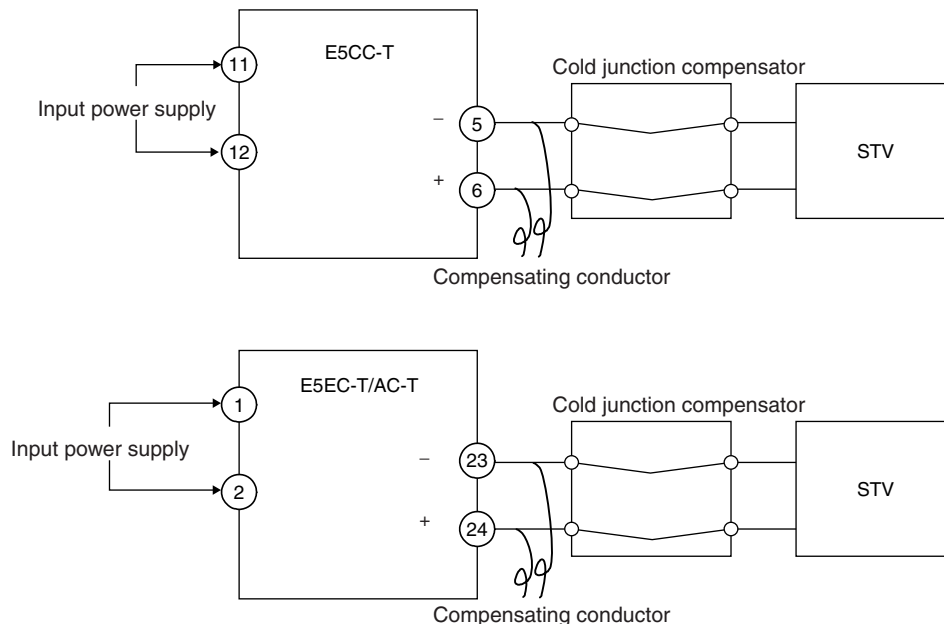 E5CC-T
11
Input power supply
12
Cold junction compensator
−
5
+
6
STV
Compensating conductor
E5EC-T/AC-T
1
Input power supply
2
Cold junction compensator
−
23
+
24
STV
Compensating conductor